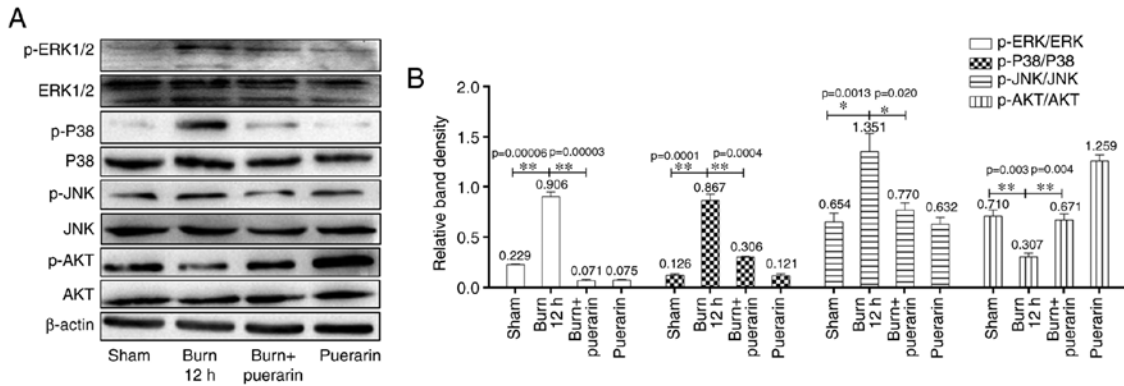 A
p-ERK1/2
ERK1/2
p-P38
P38
p-JNK
JNK
p-AKT
AKT
β-actin
Sham
Burn
12 h
Burn+
puerarin
Puerarin
B
Relative band density
2.0
1.5
1.0
0.5
0.0
p-ERK/ERK
p-P38/P38
p-JNK/JNK
p-AKT/AKT
p=0.00006 p=0.00003
** **
0.229
0.906
0.071
0.075
p=0.0001 p=0.0004
** **
0.126
0.867
0.306
0.121
p=0.0013 p=0.020
* *
0.654
1.351
0.770
0.632
p=0.003 p=0.004
** **
0.710
0.307
0.671
1.259
Sham
Burn
12 h
Burn+
puerarin
Puerarin
Sham
Burn
12 h
Burn+
puerarin
Puerarin
Sham
Burn
12 h
Burn+
puerarin
Puerarin
Sham
Burn
12 h
Burn+
puerarin
Puerarin